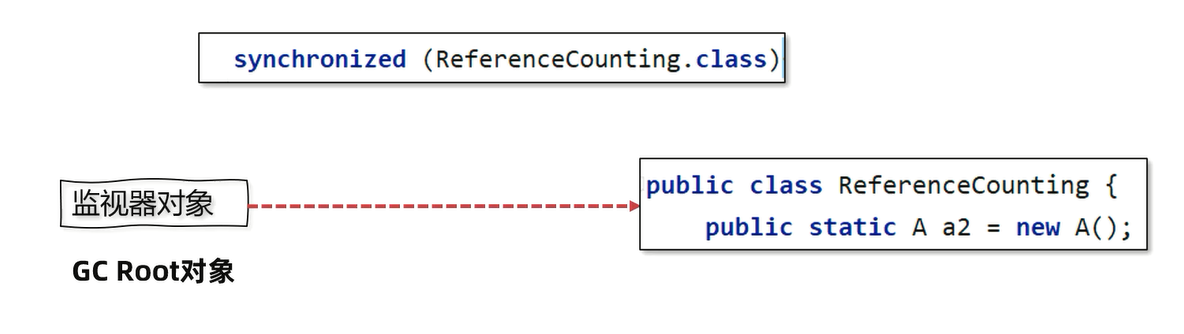 synchronized (ReferenceCounting.class)
监视器对象
public class ReferenceCounting {
public static A a2 = new A();
GC Root对象